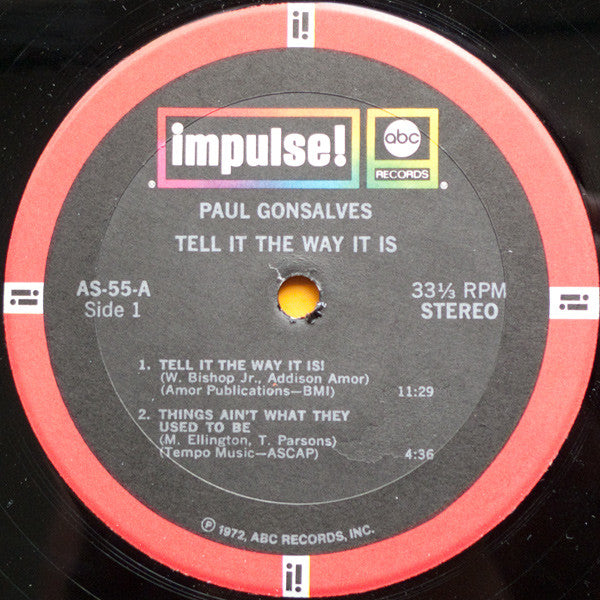 impulse!
abc
RECORDS
PAUL GONSALVES
TELL IT THE WAY IT IS
AS-55-A
Side 1
33⅓ RPM
STEREO
1. TELL IT THE WAY IT IS!
(W. Bishop Jr., Addison Amor)
(Amor Publications—BMI) 11:29
2. THINGS AIN'T WHAT THEY
USED TO BE
(M. Ellington, T. Parsons)
(Tempo Music—ASCAP) 4:36
℗ 1972, ABC RECORDS, INC.